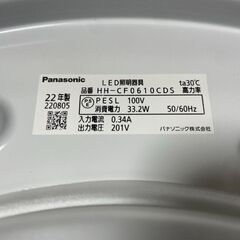 Panasonic
LED照明器具 ta30℃
品番 HH-CF0610CDS 高力率
22年製
220805
PESL 100V
消費電力 33.2W 50/60Hz
入力電流 0.34A
出力電圧 201V
パナソニック株式会社